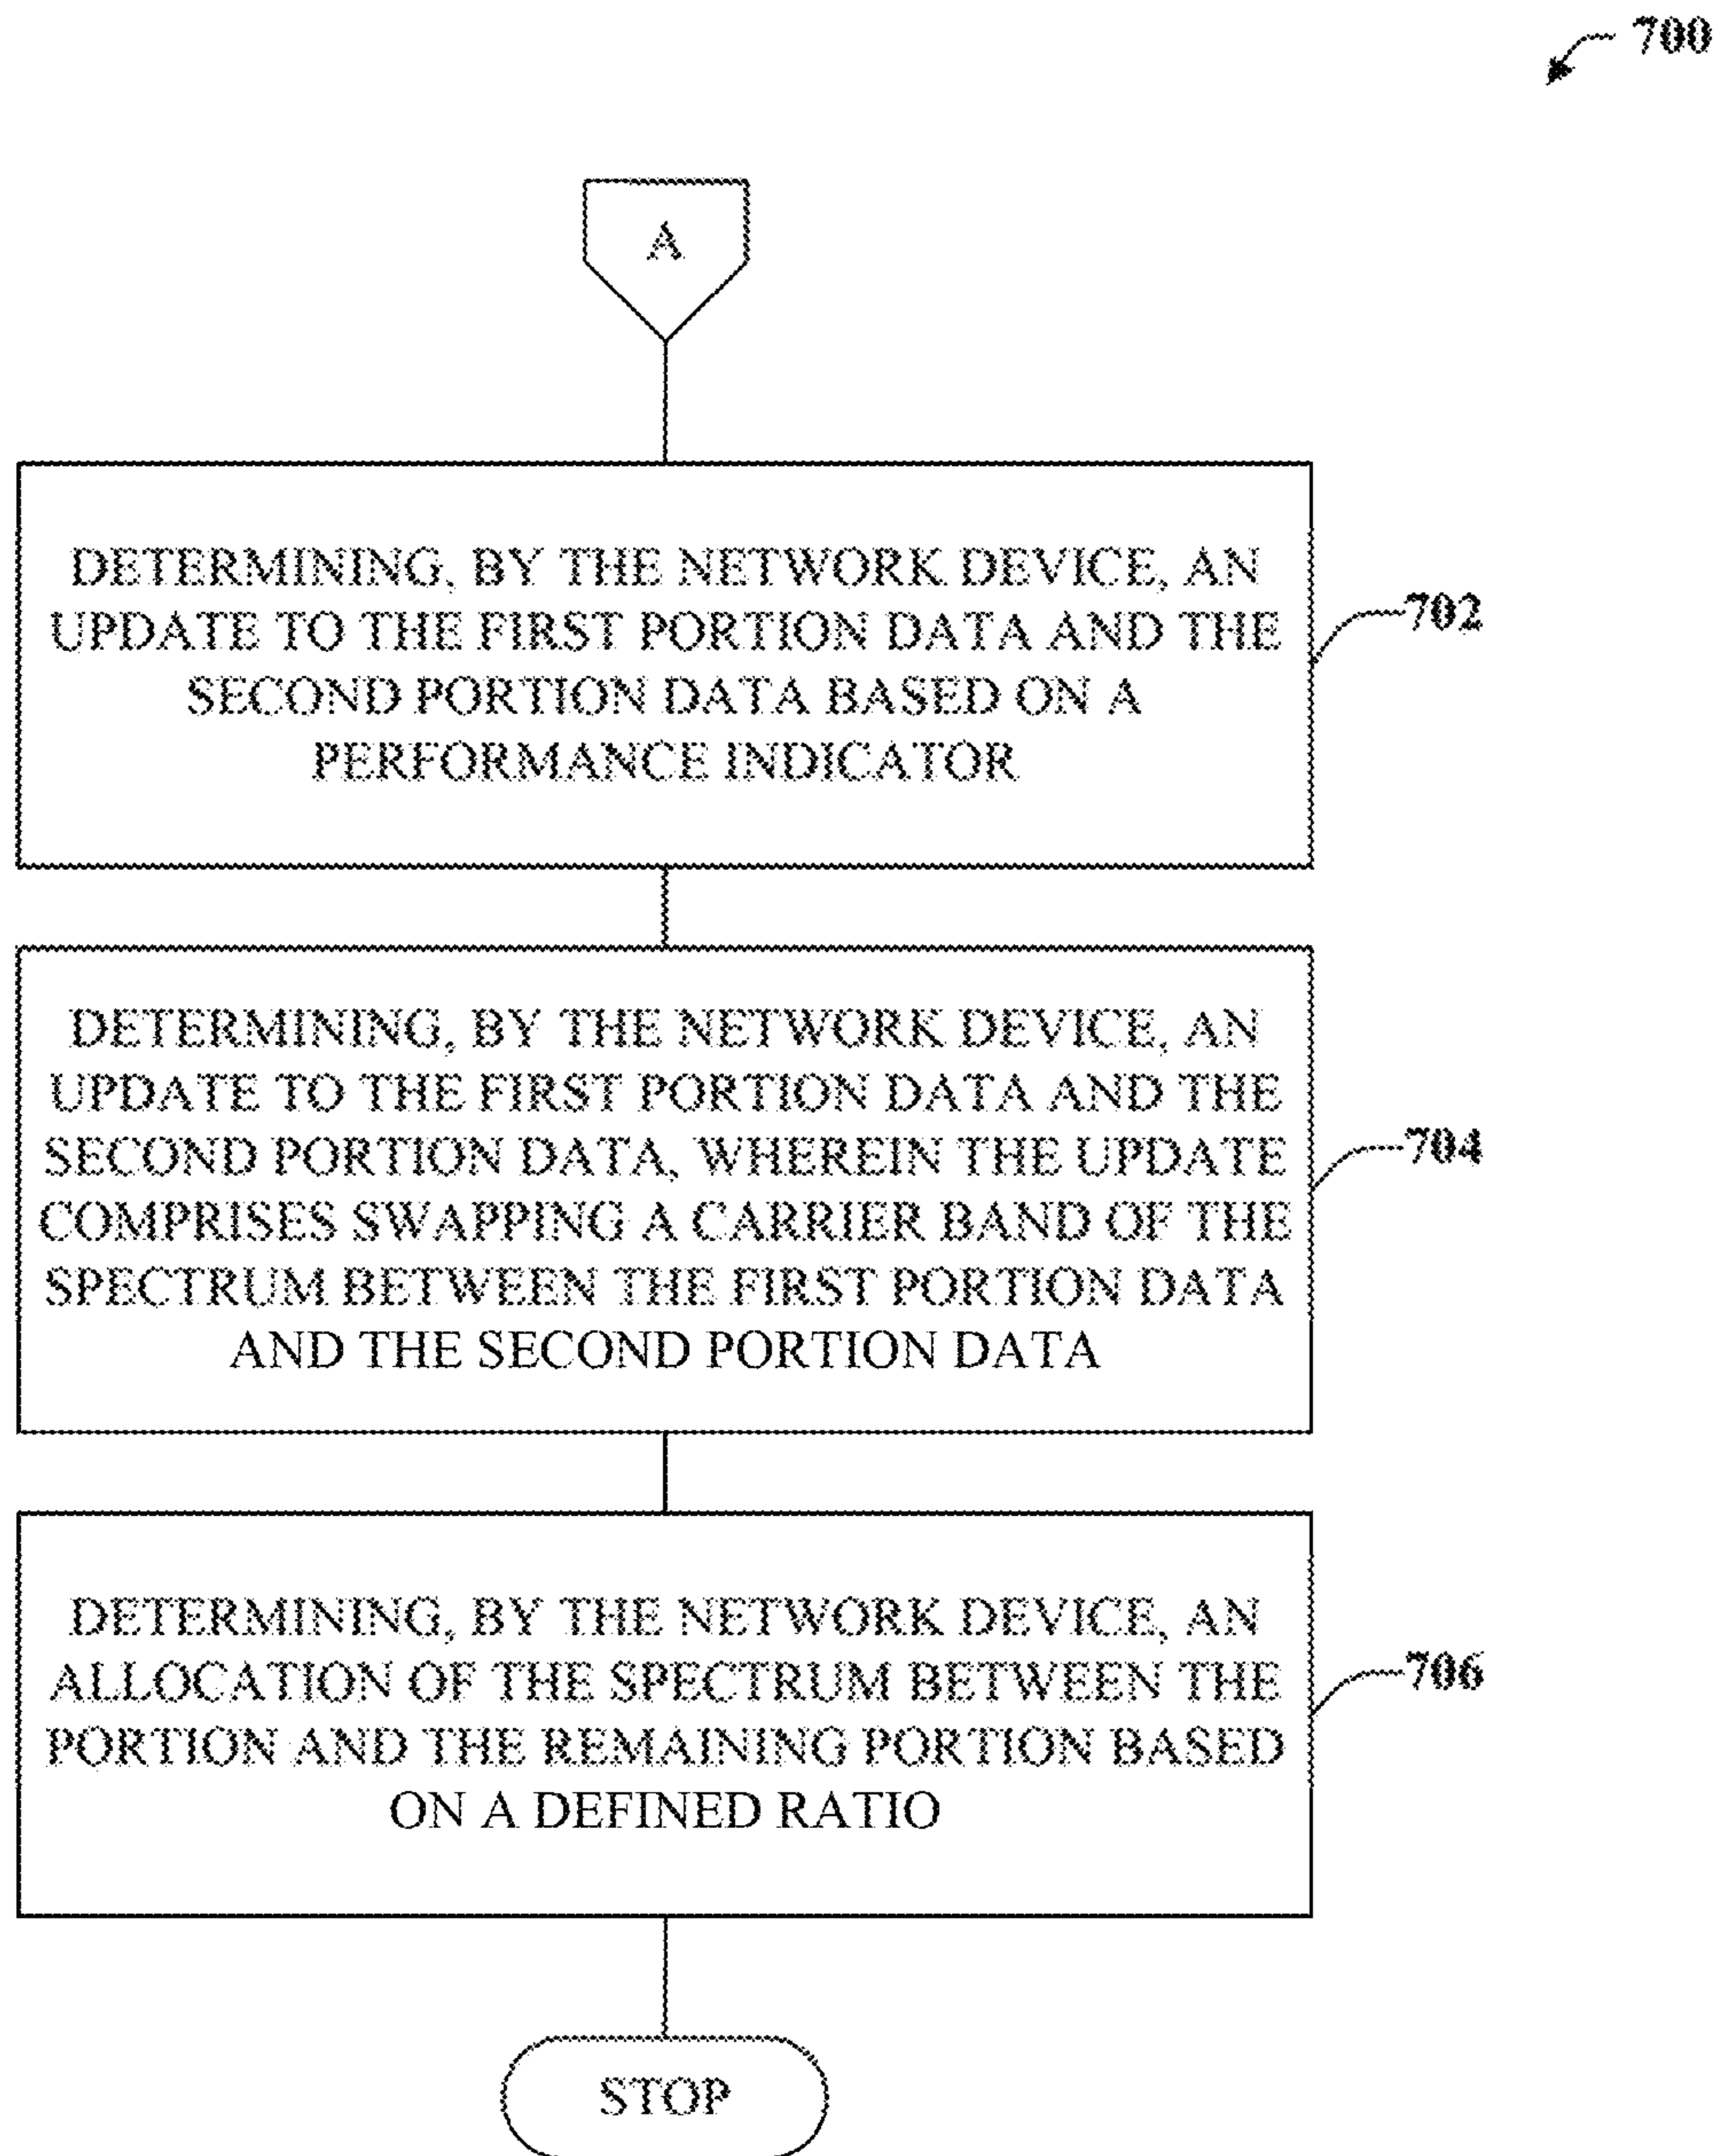 700
A
DETERMINING, BY THE NETWORK DEVICE, AN
UPDATE TO THE FIRST PORTION DATA AND THE
SECOND PORTION DATA BASED ON A
PERFORMANCE INDICATOR
702
DETERMINING, BY THE NETWORK DEVICE, AN
UPDATE TO THE FIRST PORTION DATA AND THE
SECOND PORTION DATA, WHEREIN THE UPDATE
COMPRISES SWAPPING A CARRIER BAND OF THE
SPECTRUM BETWEEN THE FIRST PORTION DATA
AND THE SECOND PORTION DATA
704
DETERMINING, BY THE NETWORK DEVICE, AN
ALLOCATION OF THE SPECTRUM BETWEEN THE
PORTION AND THE REMAINING PORTION BASED
ON A DEFINED RATIO
706
STOP